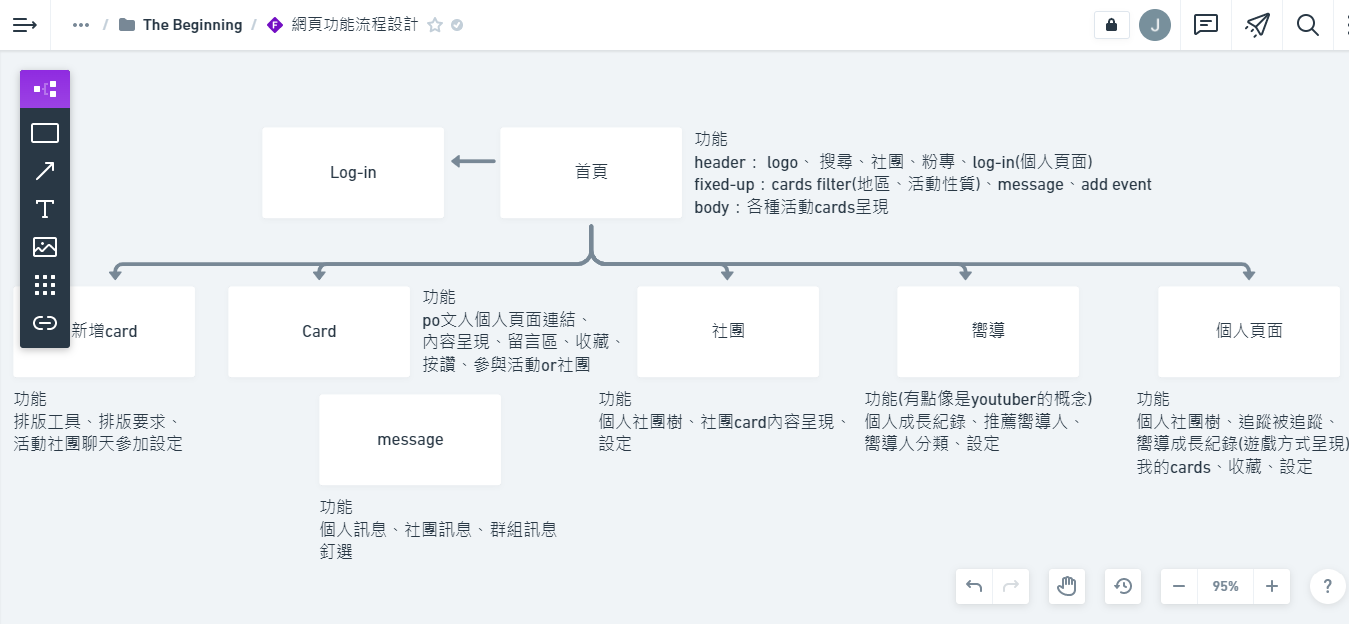 The Beginning / 網頁功能流程設計
J
Log-in
首頁
功能
header： logo、 搜尋、社團、粉專、log-in(個人頁面)
fixed-up：cards filter(地區、活動性質)、message、add event
body：各種活動cards呈現
T
新增card
功能
排版工具、排版要求、
活動社團聊天參加設定
Card
功能
po文人個人頁面連結、
內容呈現、留言區、收藏、
按讚、參與活動or社團
message
功能
個人訊息、社團訊息、群組訊息
釘選
社團
功能
個人社團樹、社團card內容呈現、
設定
嚮導
功能(有點像是youtuber的概念)
個人成長紀錄、推薦嚮導人、
嚮導人分類、設定
個人頁面
功能
個人社團樹、追蹤被追蹤、
嚮導成長紀錄(遊戲方式呈現)
我的cards、收藏、設定
95%
?